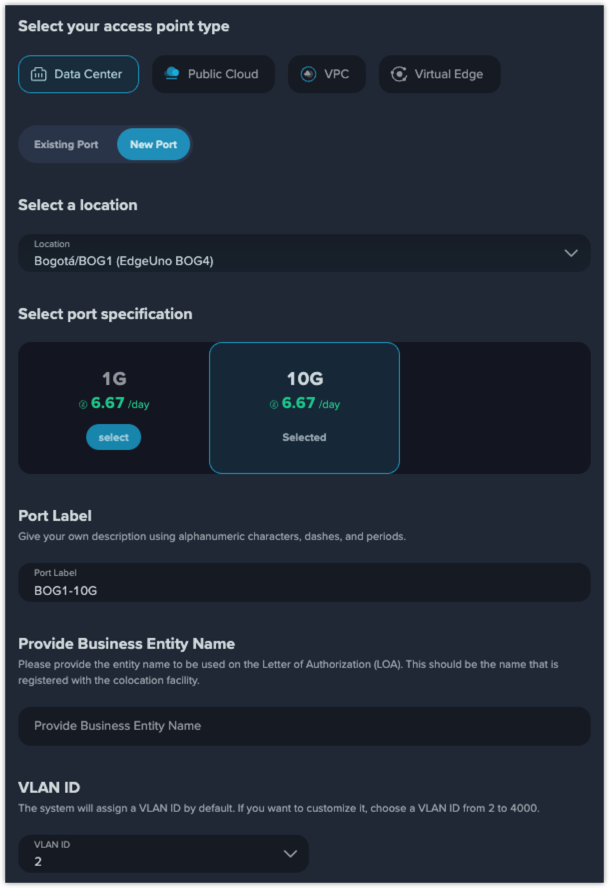 Select your access point type
Data Center Public Cloud VPC Virtual Edge
Existing Port New Port
Select a location
Location
Bogotá/BOG1 (EdgeUno BOG4)
Select port specification
1G 10G
6.67 /day 6.67 /day
select Selected
Port Label
Give your own description using alphanumeric characters, dashes, and periods.
Port Label
BOG1-10G
Provide Business Entity Name
Please provide the entity name to be used on the Letter of Authorization (LOA). This should be the name that is
registered with the colocation facility.
Provide Business Entity Name
VLAN ID
The system will assign a VLAN ID by default. If you want to customize it, choose a VLAN ID from 2 to 4000.
VLAN ID
2